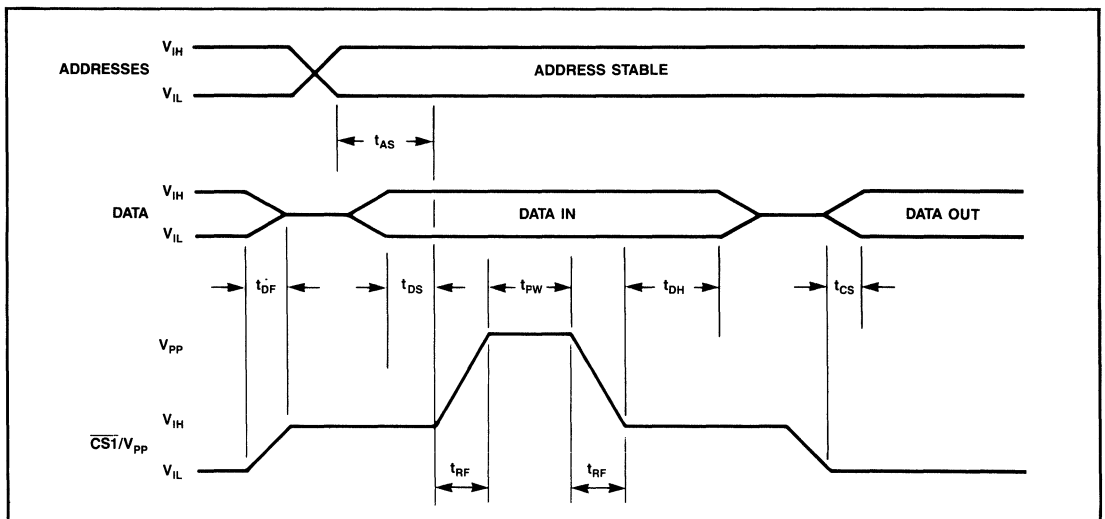 V_IH
ADDRESSES
ADDRESS STABLE
V_IL
t_AS
V_IH
DATA
DATA IN
DATA OUT
V_IL
t_DF
t_DS
t_PW
t_DH
t_CS
V_PP
V_IH
C̅S̅1̅/V_PP
V_IL
t_RF
t_RF